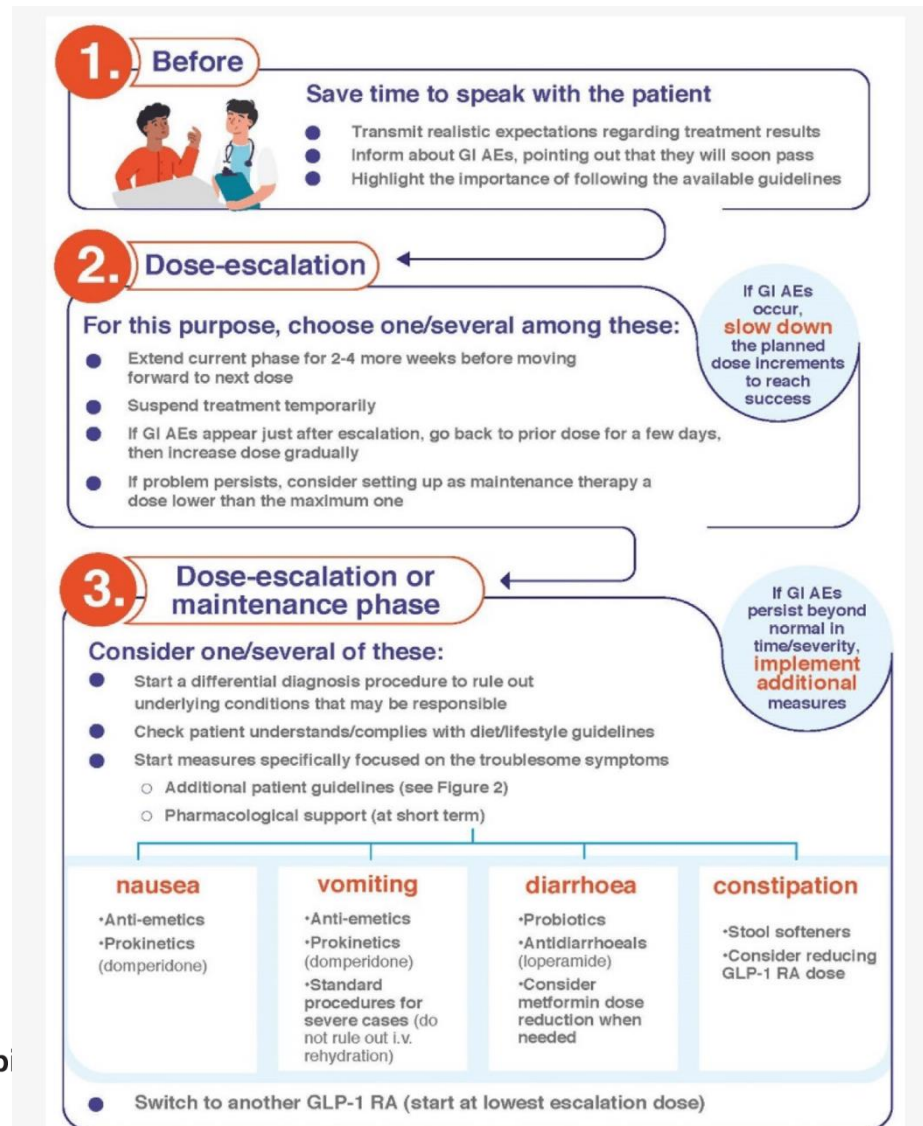 1. Before
Save time to speak with the patient
● Transmit realistic expectations regarding treatment results
● Inform about GI AEs, pointing out that they will soon pass
● Highlight the importance of following the available guidelines
2. Dose-escalation
If GI AEs
occur,
slow down
the planned
dose increments
to reach
success
For this purpose, choose one/several among these:
● Extend current phase for 2-4 more weeks before moving
forward to next dose
● Suspend treatment temporarily
● If GI AEs appear just after escalation, go back to prior dose for a few days,
then increase dose gradually
● If problem persists, consider setting up as maintenance therapy a
dose lower than the maximum one
3. Dose-escalation or
maintenance phase
If GI AEs
persist beyond
normal in
time/severity,
implement
additional
measures
Consider one/several of these:
● Start a differential diagnosis procedure to rule out
underlying conditions that may be responsible
● Check patient understands/complies with diet/lifestyle guidelines
● Start measures specifically focused on the troublesome symptoms
○ Additional patient guidelines (see Figure 2)
○ Pharmacological support (at short term)
nausea
•Anti-emetics
•Prokinetics
(domperidone)
vomiting
•Anti-emetics
•Prokinetics
(domperidone)
•Standard
procedures for
severe cases (do
not rule out i.v.
rehydration)
diarrhoea
•Probiotics
•Antidiarrhoeals
(loperamide)
•Consider
metformin dose
reduction when
needed
constipation
•Stool softeners
•Consider reducing
GLP-1 RA dose
● Switch to another GLP-1 RA (start at lowest escalation dose)